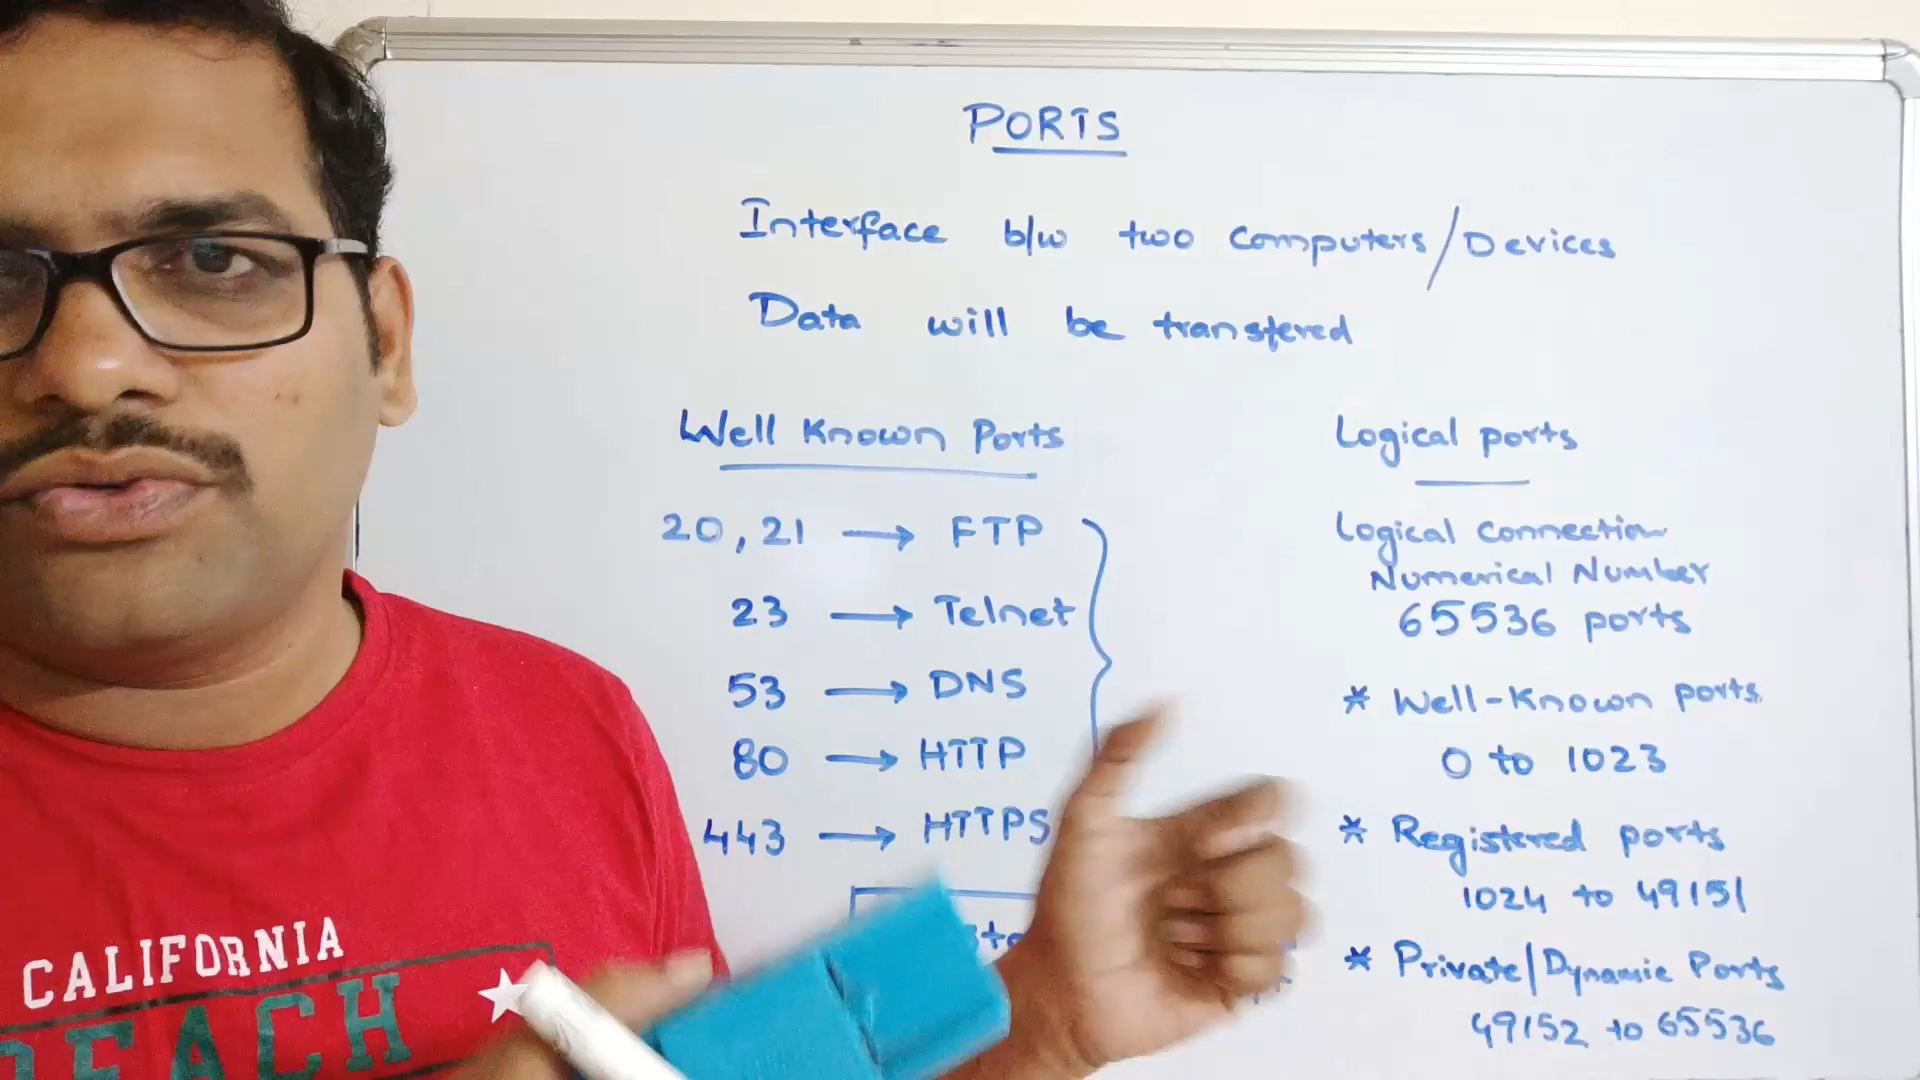 PORTS
Interface b/w two computers/Devices
Data will be transfered
Well Known Ports
20, 21 → FTP
23 → Telnet
53 → DNS
80 → HTTP
443 → HTTPS
Logical ports
Logical Connection
Numerical Number
65536 ports
* Well-Known ports
0 to 1023
* Registered ports
1024 to 49151
* Private/Dynamic Ports
49152 to 65536
CALIFORNIA
BEACH